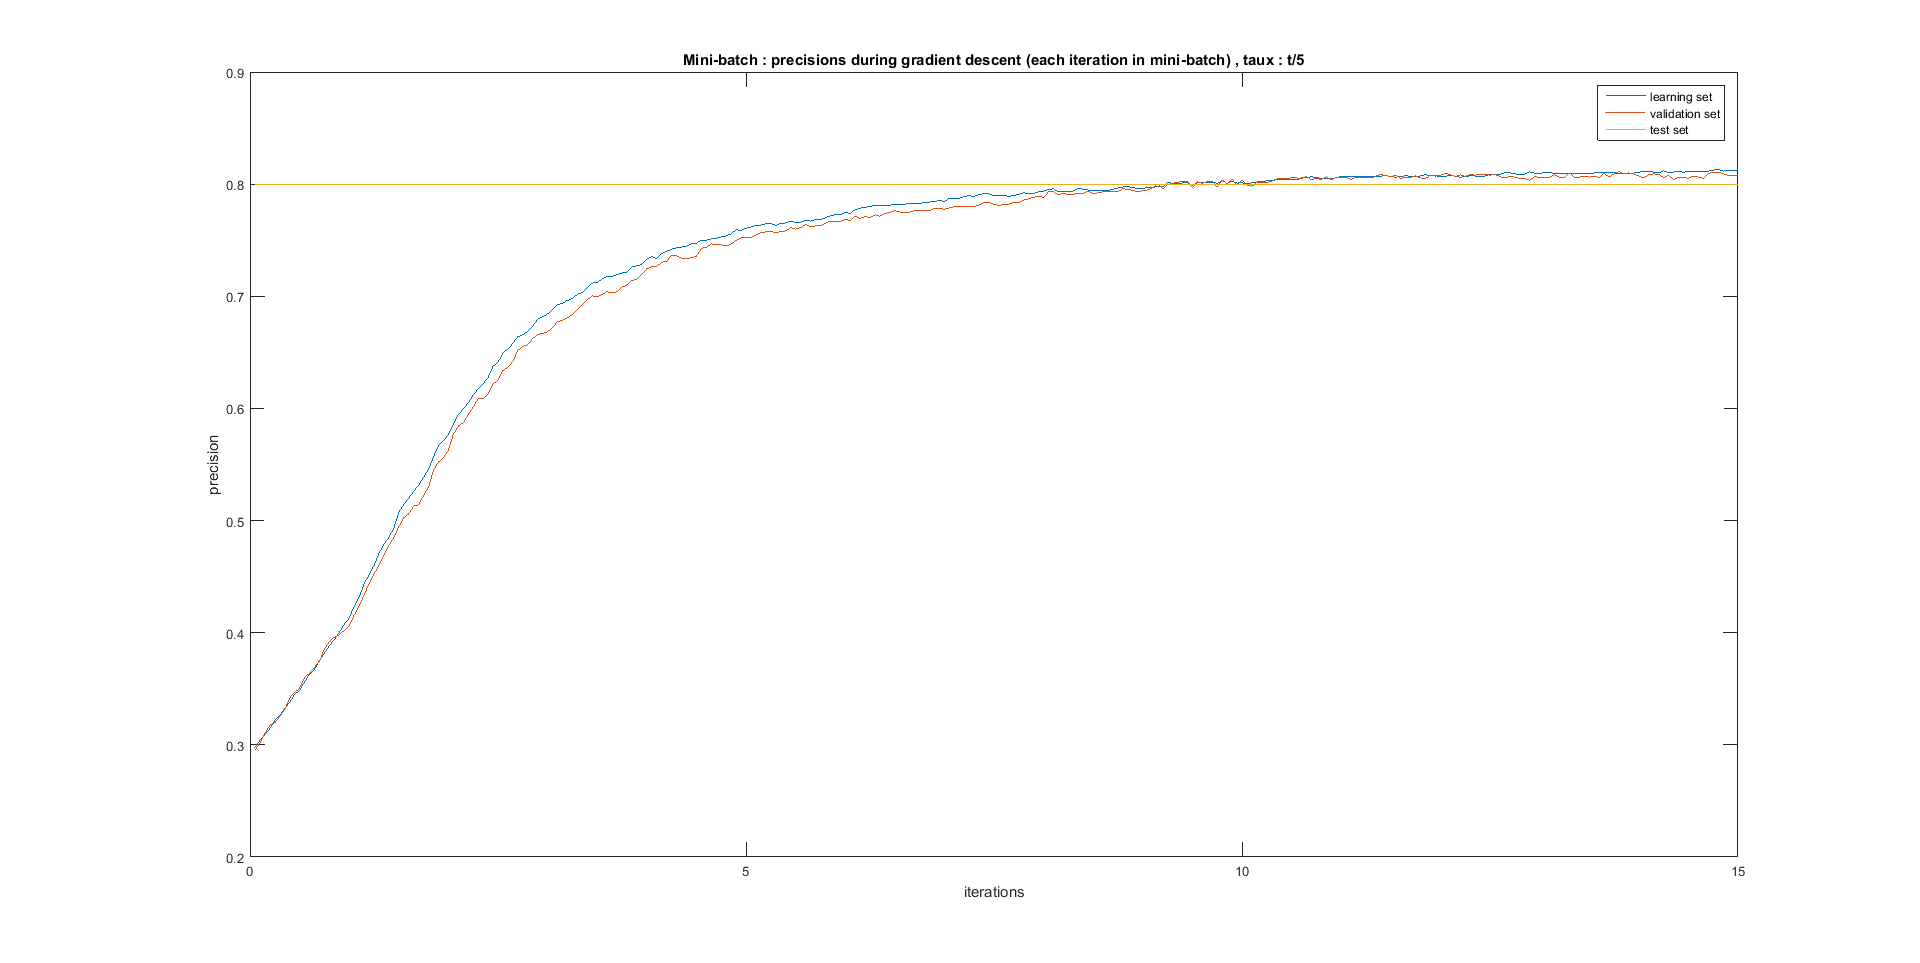 Mini-batch : precisions during gradient descent (each iteration in mini-batch) , taux : t/5
0.9
learning set
validation set
test set
0.8
0.7
0.6
precision
0.5
0.4
0.3
0.2
0 5 10 15
iterations